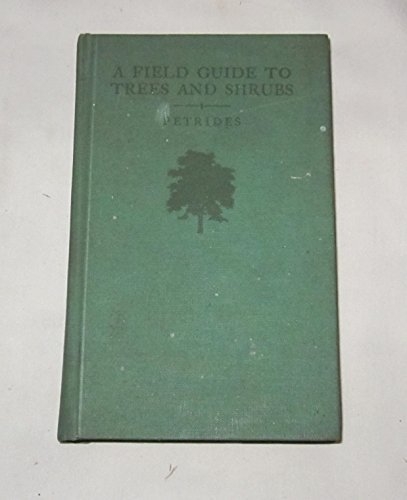 A FIELD GUIDE TO
TREES AND SHRUBS
PETRIDES